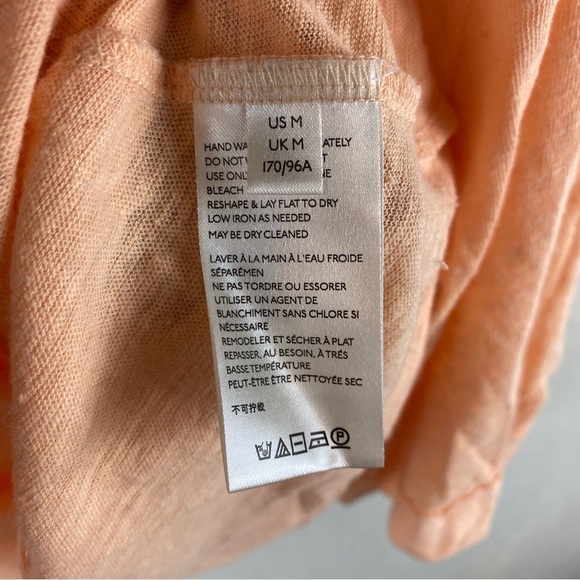 US M
UK M
170/96A
HAND WA ATELY
DO NOT
USE ONL NE
BLEACH
RESHAPE & LAY FLAT TO DRY
LOW IRON AS NEEDED
MAY BE DRY CLEANED
LAVER À LA MAIN À L'EAU FROIDE
SÉPARÉMEN
NE PAS TORDRE OU ESSORER
UTILISER UN AGENT DE
BLANCHIMENT SANS CHLORE SI
NÉCESSAIRE
REMODELER ET SÉCHER À PLAT
REPASSER, AU BESOIN, À TRÉS
BASSE TEMPÉRATURE
PEUT-ÊTRE ÊTRE NETTOYÉE SEC
不可拧绞
P